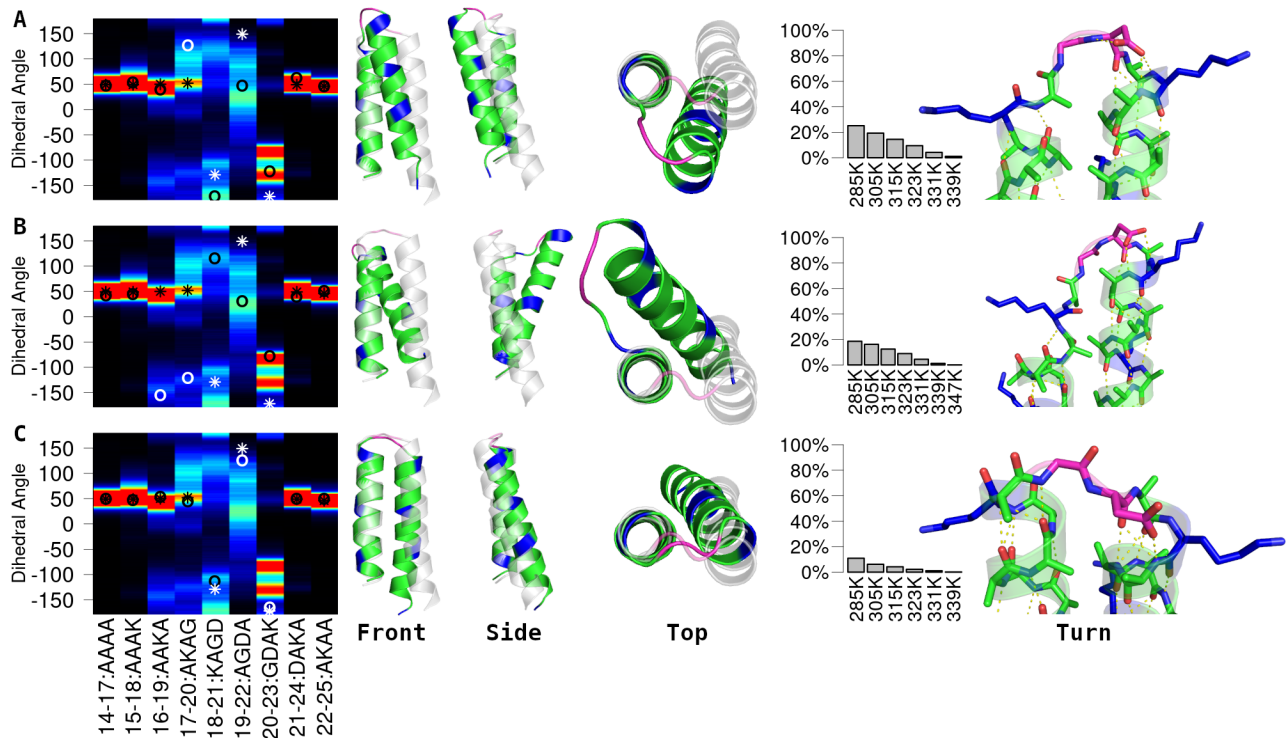 A
Dihedral Angle
150
100
50
0
-50
-100
-150
100%
80%
60%
40%
20%
0%
285K
305K
315K
323K
331K
339K
B
Dihedral Angle
150
100
50
0
-50
-100
-150
100%
80%
60%
40%
20%
0%
285K
305K
315K
323K
331K
339K
347K
C
Dihedral Angle
150
100
50
0
-50
-100
-150
100%
80%
60%
40%
20%
0%
285K
305K
315K
323K
331K
339K
14-17:AAAA
15-18:AAAK
16-19:AAKA
17-20:AKAG
18-21:KAGD
19-22:AGDA
20-23:GDAK
21-24:DAKA
22-25:AKAA
Front
Side
Top
Turn